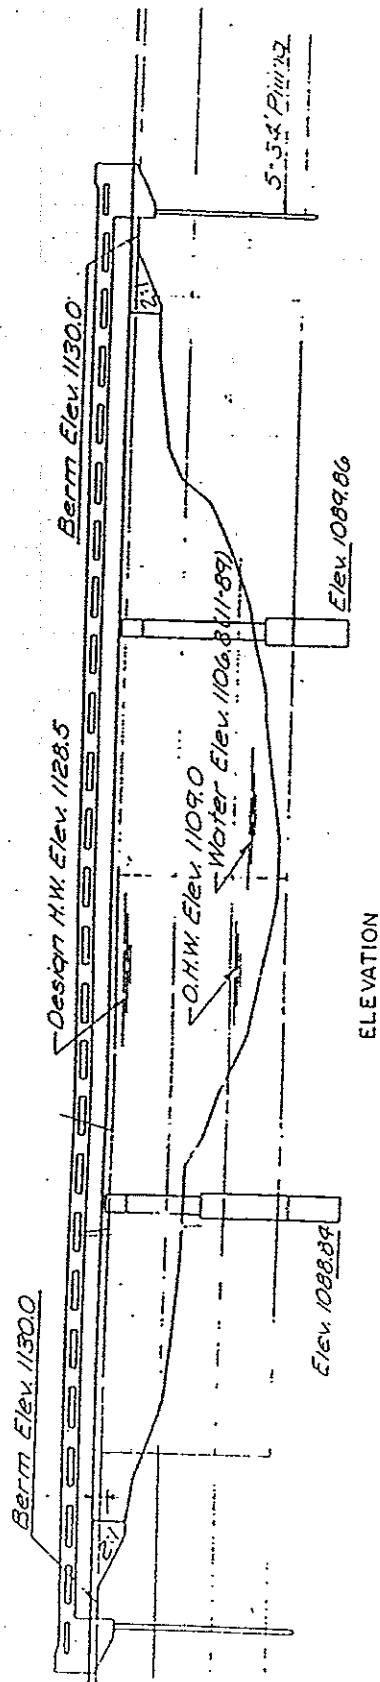 Berm Elev. 1130.0
Design H.W. Elev. 1128.5
Berm Elev. 1130.0
2:1
2:1
O.H.W. Elev. 1109.0
Water Elev. 1106.8 (11-89)
Elev. 1088.84
Elev. 1089.86
ELEVATION